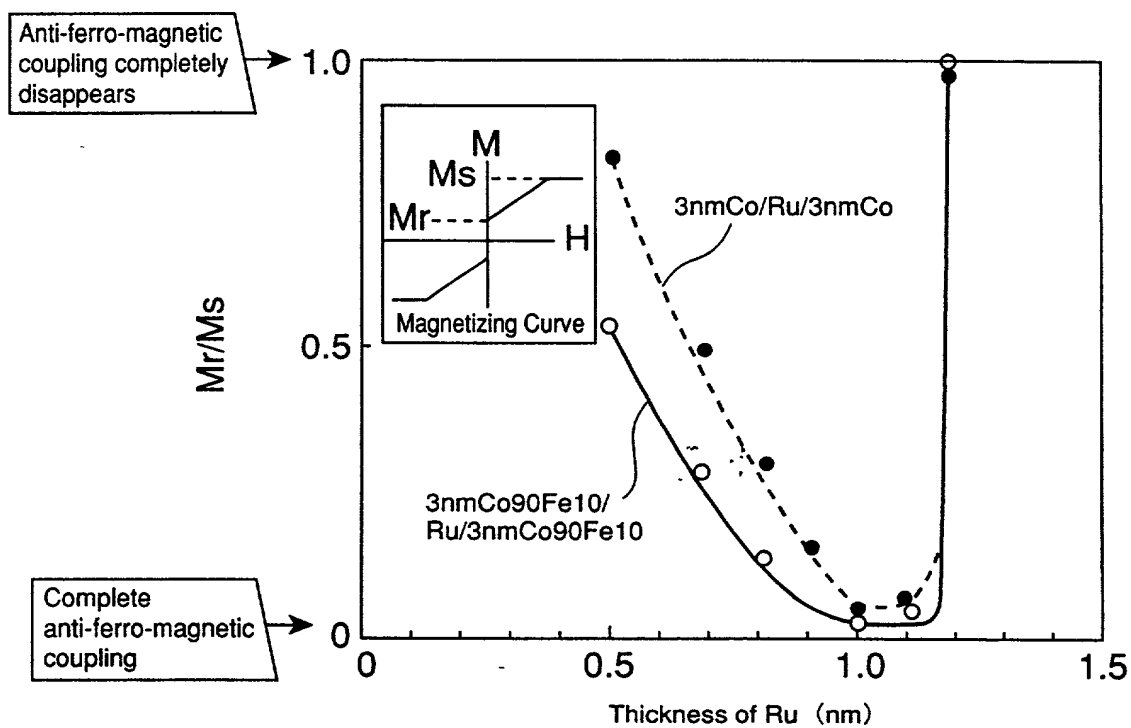 Anti-ferro-magnetic
coupling completely
disappears
1.0
M
Ms
Mr
H
Magnetizing Curve
3nmCo/Ru/3nmCo
Mr/Ms
0.5
3nmCo90Fe10/
Ru/3nmCo90Fe10
Complete
anti-ferro-magnetic
coupling
0
0
0.5
1.0
1.5
Thickness of Ru (nm)